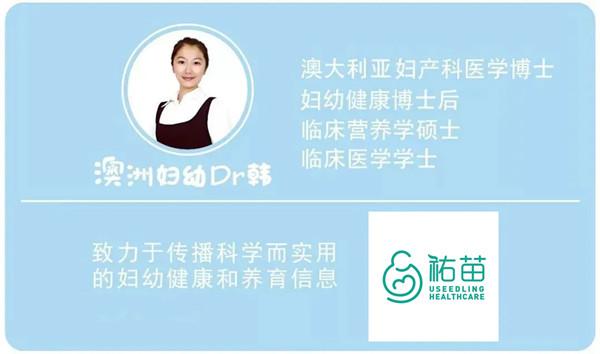 澳大利亚妇产科医学博士
妇幼健康博士后
临床营养学硕士
临床医学学士
澳洲妇幼Dr韩
致力于传播科学而实用
的妇幼健康和养育信息
祐苗
USEEDLING
HEALTHCARE